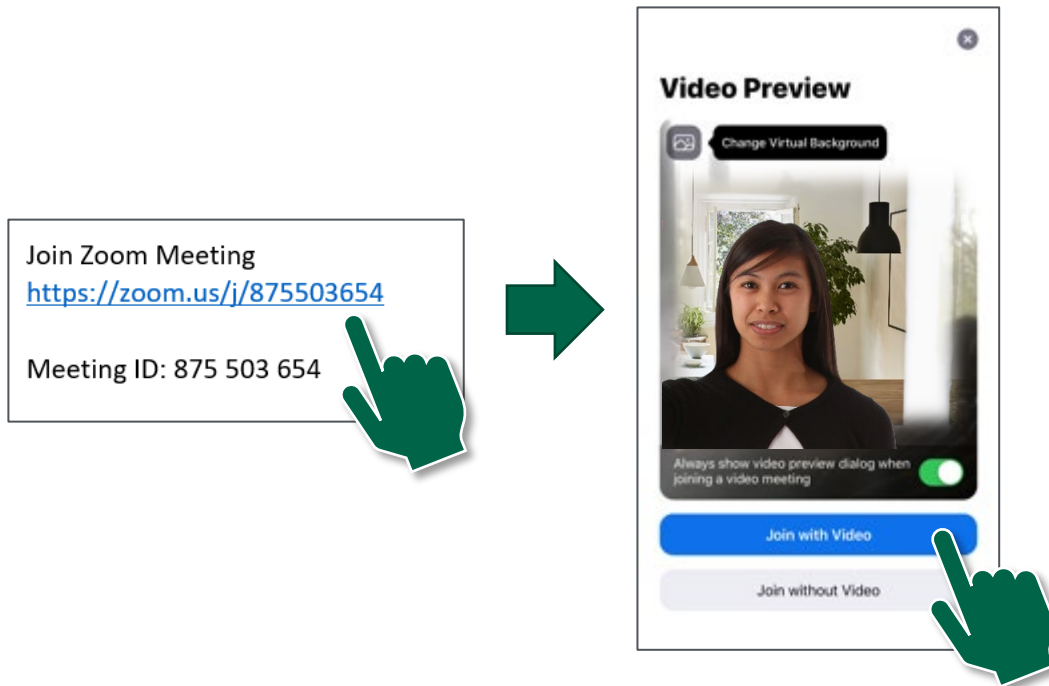 Join Zoom Meeting
https://zoom.us/j/875503654
Meeting ID: 875 503 654
Video Preview
Change Virtual Background
Always show video preview dialog when
joining a video meeting
Join with Video
Join without Video